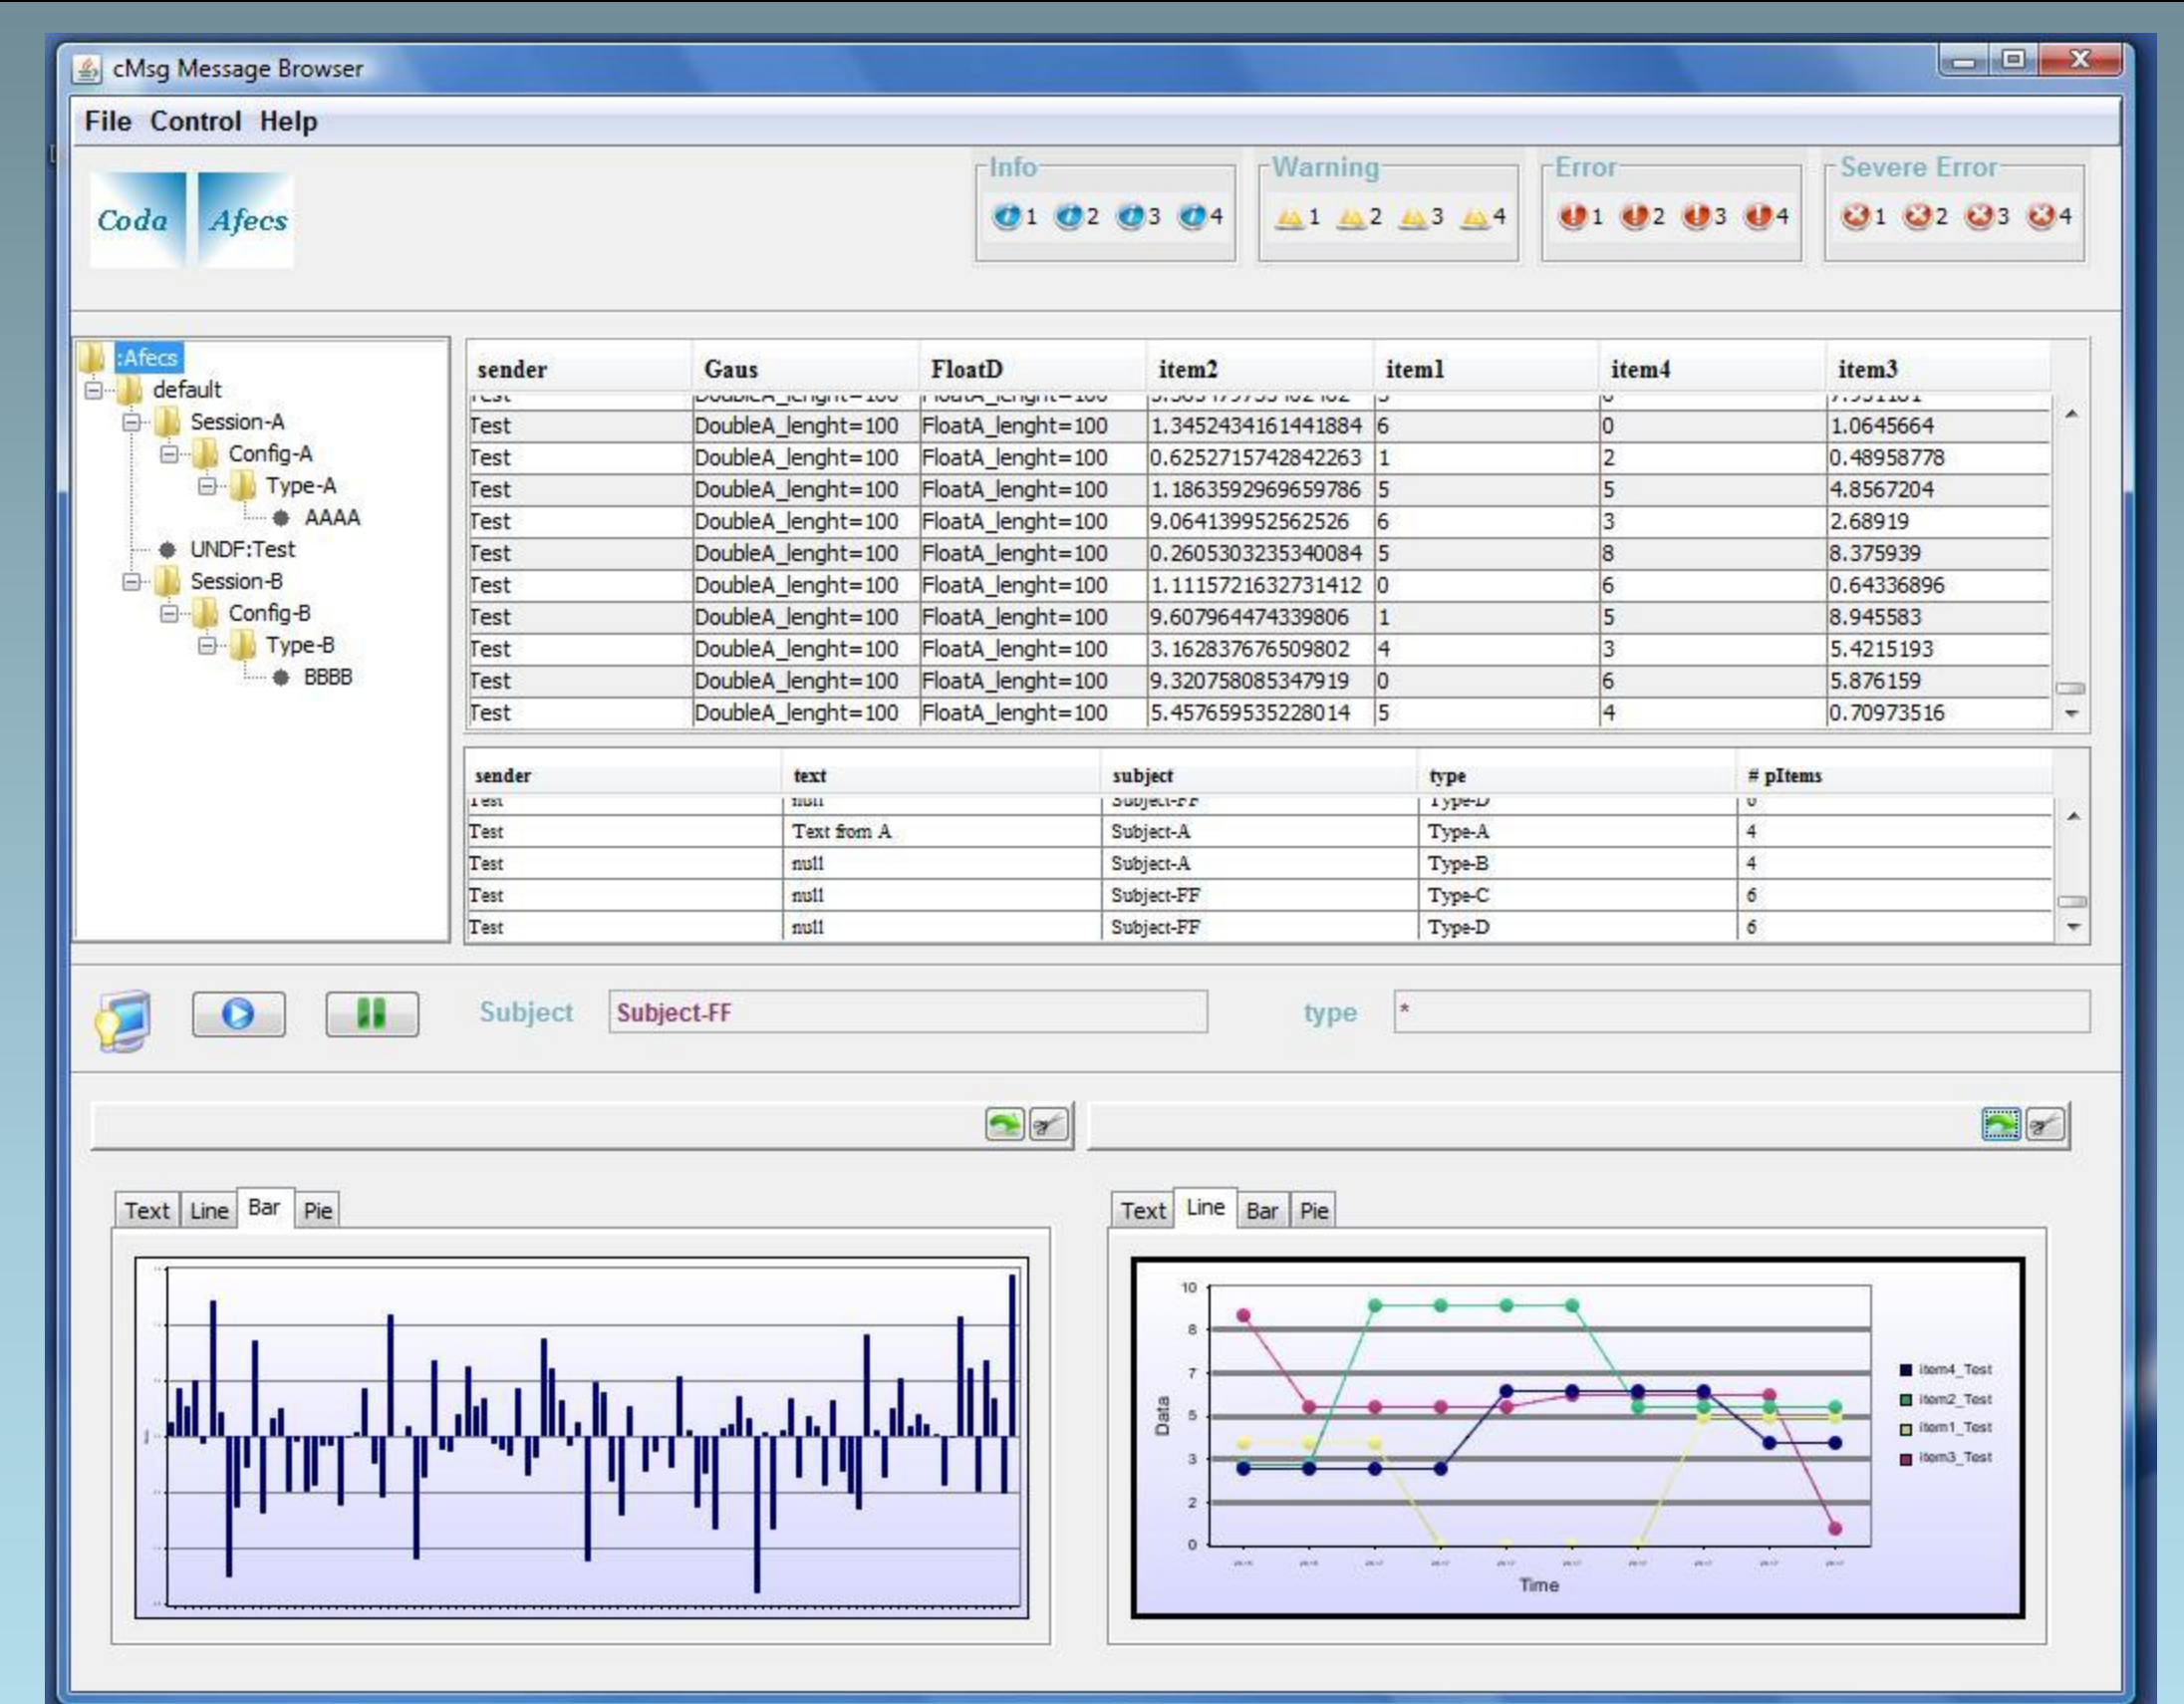 cMsg Message Browser
File Control Help
Coda Afecs
Info Warning Error Severe Error
1 2 3 4 1 2 3 4 1 2 3 4 1 2 3 4
:Afecs
default
Session-A
Config-A
Type-A
AAAA
UNDF:Test
Session-B
Config-B
Type-B
BBBB
sender Gaus FloatD item2 item1 item4 item3
Test DoubleA_lenght=100 FloatA_lenght=100 1.3452434161441884 6 0 1.0645664
Test DoubleA_lenght=100 FloatA_lenght=100 0.6252715742842263 1 2 0.48958778
Test DoubleA_lenght=100 FloatA_lenght=100 1.1863592969659786 5 5 4.8567204
Test DoubleA_lenght=100 FloatA_lenght=100 9.064139952562526 6 3 2.68919
Test DoubleA_lenght=100 FloatA_lenght=100 0.2605303235340084 5 8 8.375939
Test DoubleA_lenght=100 FloatA_lenght=100 1.1115721632731412 0 6 0.64336896
Test DoubleA_lenght=100 FloatA_lenght=100 9.607964474339806 1 5 8.945583
Test DoubleA_lenght=100 FloatA_lenght=100 3.162837676509802 4 3 5.4215193
Test DoubleA_lenght=100 FloatA_lenght=100 9.320758085347919 0 6 5.876159
Test DoubleA_lenght=100 FloatA_lenght=100 5.457659535228014 5 4 0.70973516
sender text subject type # pItems
Test null Subject-FF Type-D 6
Test Text from A Subject-A Type-A 4
Test null Subject-A Type-B 4
Test null Subject-FF Type-C 6
Test null Subject-FF Type-D 6
Subject Subject-FF type *
Text Line Bar Pie
Text Line Bar Pie
10
8
7
5
3
2
0
Data
Time
item4_Test
item2_Test
item1_Test
item3_Test